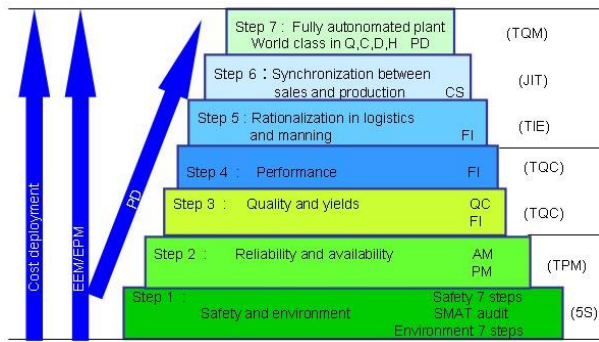 Step 7 : Fully autonomated plant
World class in Q,C,D,H PD
(TQM)
Step 6 : Synchronization between
sales and production CS
(JIT)
Step 5 : Rationalization in logistics
and manning FI
(TIE)
Step 4 : Performance FI
(TQC)
Step 3 : Quality and yields QC
FI
(TQC)
Step 2 : Reliability and availability AM
PM
(TPM)
Step 1 : Safety 7 steps
Safety and environment SMAT audit
Environment 7 steps
(5S)
Cost deployment
EEM/EPM
PD